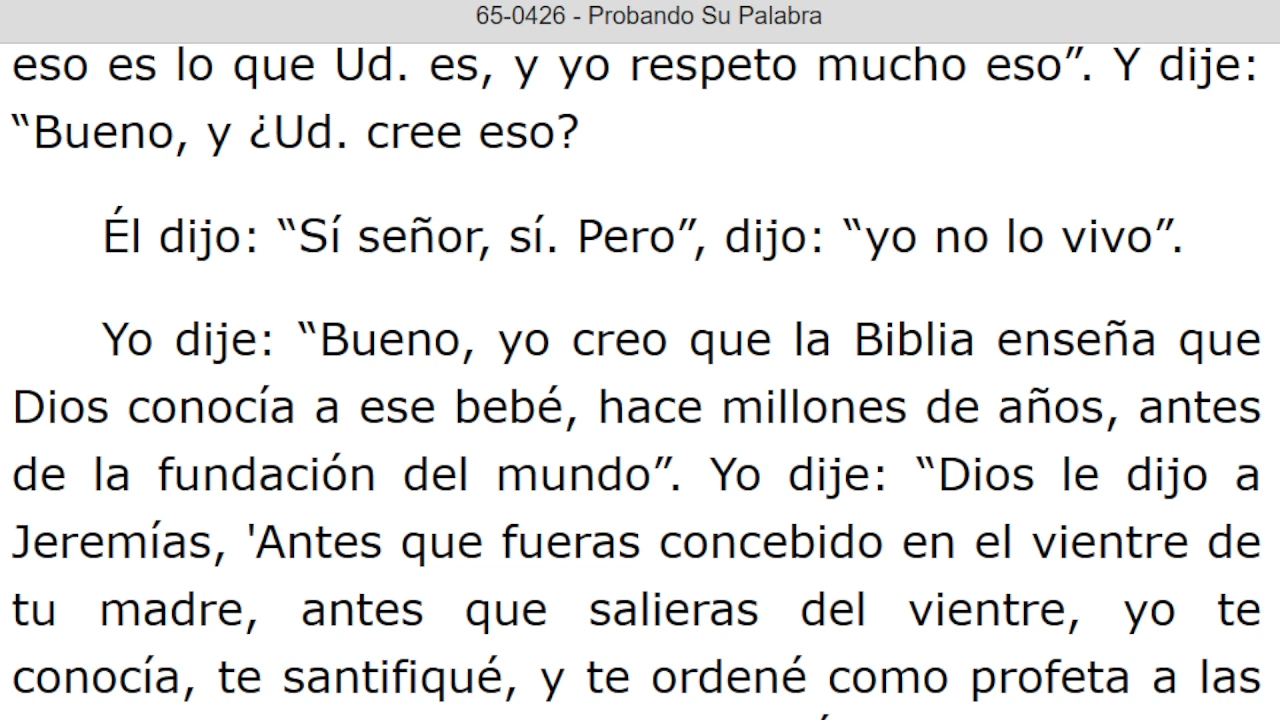 65-0426 - Probando Su Palabra
eso es lo que Ud. es, y yo respeto mucho eso”. Y dije:
“Bueno, y ¿Ud. cree eso?
Él dijo: “Sí señor, sí. Pero”, dijo: “yo no lo vivo”.
Yo dije: “Bueno, yo creo que la Biblia enseña que
Dios conocía a ese bebé, hace millones de años, antes
de la fundación del mundo”. Yo dije: “Dios le dijo a
Jeremías, 'Antes que fueras concebido en el vientre de
tu madre, antes que salieras del vientre, yo te
conocía, te santifiqué, y te ordené como profeta a las